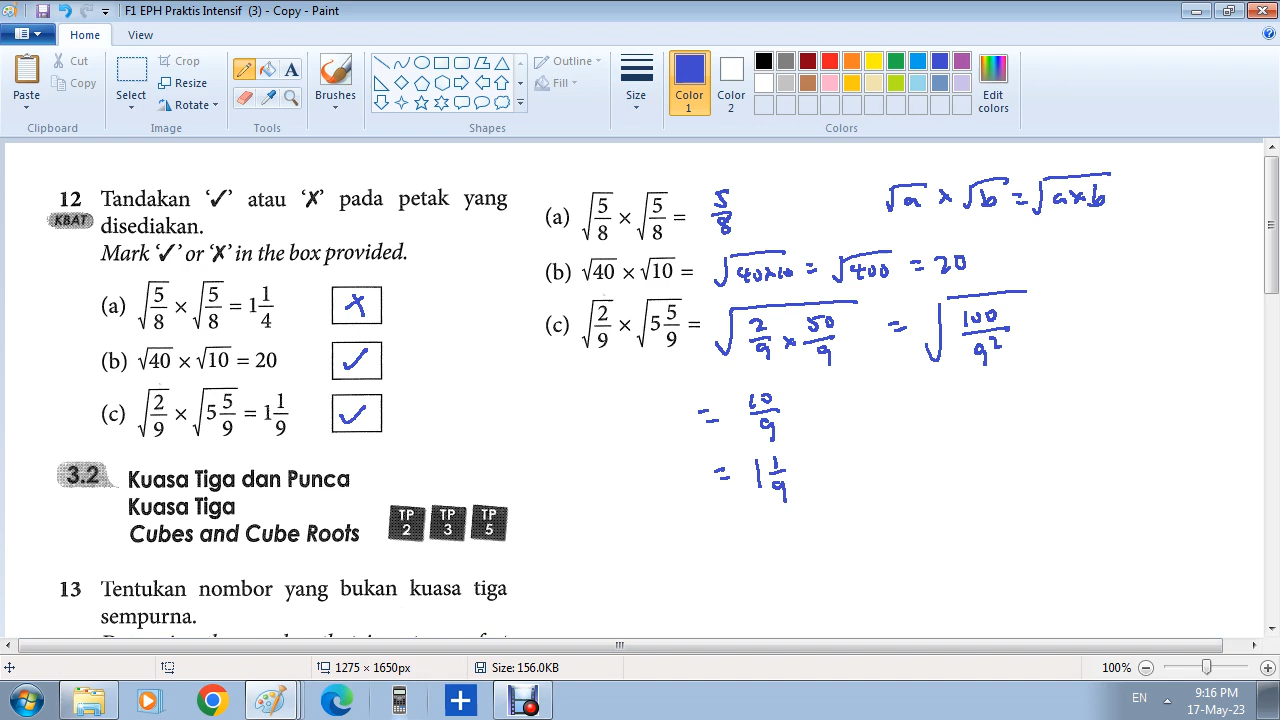 F1 EPH Praktis Intensif (3) - Copy - Paint
Home View
Paste Cut Copy Select Crop Resize Rotate Brushes Outline Fill Size Color 1 Color 2 Edit colors
Clipboard Image Tools Shapes Colors
12 Tandakan ‘✓’ atau ‘✗’ pada petak yang
KBAT disediakan.
Mark ‘✓’ or ‘✗’ in the box provided.
(a) √5/8 × √5/8 = 1 1/4 ✗
(b) √40 × √10 = 20 ✓
(c) √2/9 × √5 5/9 = 1 1/9 ✓
3.2 Kuasa Tiga dan Punca
Kuasa Tiga
Cubes and Cube Roots TP 2 TP 3 TP 5
13 Tentukan nombor yang bukan kuasa tiga
sempurna.
(a) √5/8 × √5/8 = 5/8
√a × √b = √a×b
(b) √40 × √10 = √40×10 = √400 = 20
(c) √2/9 × √5 5/9 = √2/9 × 50/9 = √100/9²
= 10/9
= 1 1/9
1275 × 1650px Size: 156.0KB 100%
EN 9:16 PM
17-May-23